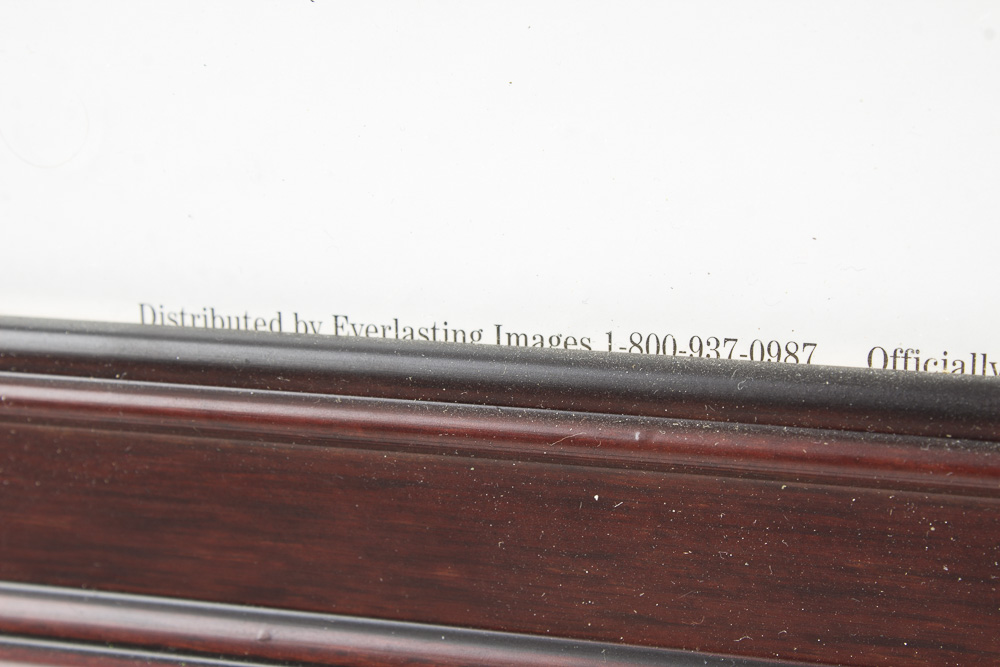 Distributed by Everlasting Images 1-800-937-0987 Officially